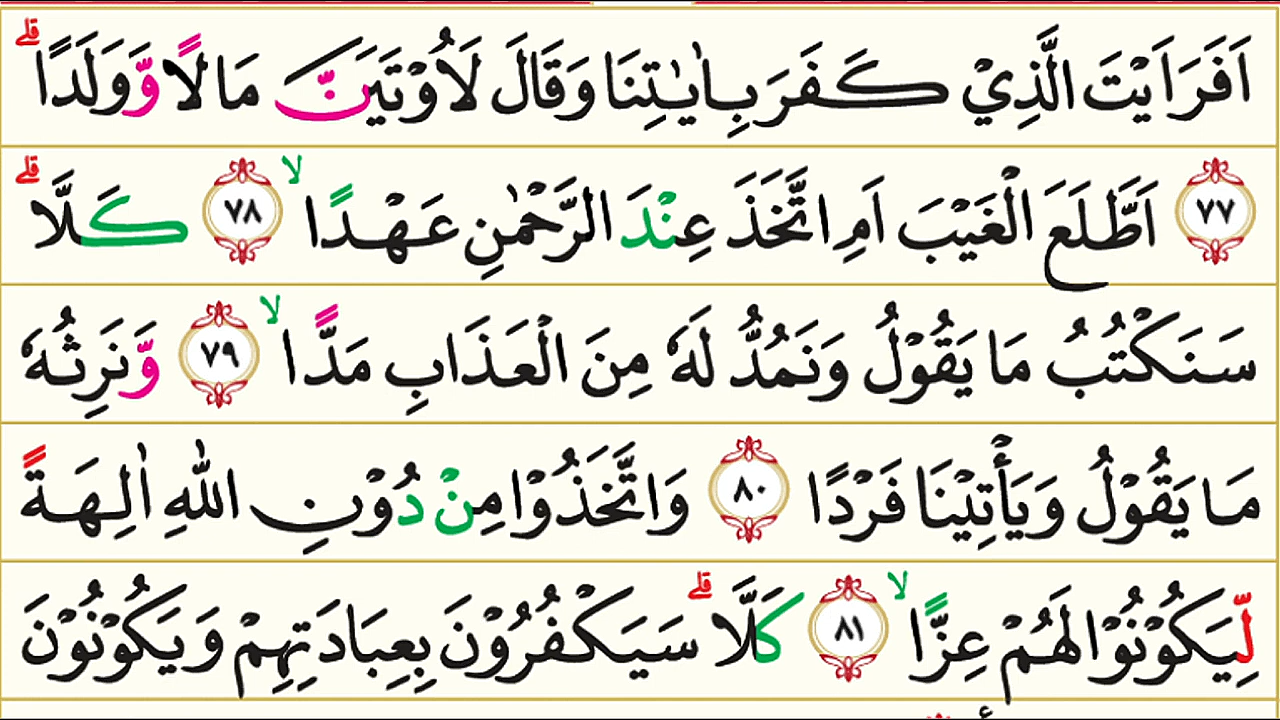 اَفَرَاَيْتَ الَّذِيْ كَفَرَ بِاٰيٰتِنَا وَقَالَ لَاُوْتَيَنَّ مَالًا وَّوَلَدًا ۗ
٧٧ اَطَّلَعَ الْغَيْبَ اَمِ اتَّخَذَ عِنْدَ الرَّحْمٰنِ عَهْدًا ۙ ٧٨ كَلَّا ۗ
سَنَكْتُبُ مَا يَقُوْلُ وَنَمُدُّ لَهٗ مِنَ الْعَذَابِ مَدًّا ۙ ٧٩ وَّنَرِثُهٗ
مَا يَقُوْلُ وَيَأْتِيْنَا فَرْدًا ٨٠ وَاتَّخَذُوْا مِنْ دُوْنِ اللّٰهِ اٰلِهَةً
لِّيَكُوْنُوْا لَهُمْ عِزًّا ۙ ٨١ كَلَّا ۗ سَيَكْفُرُوْنَ بِعِبَادَتِهِمْ وَيَكُوْنُوْنَ